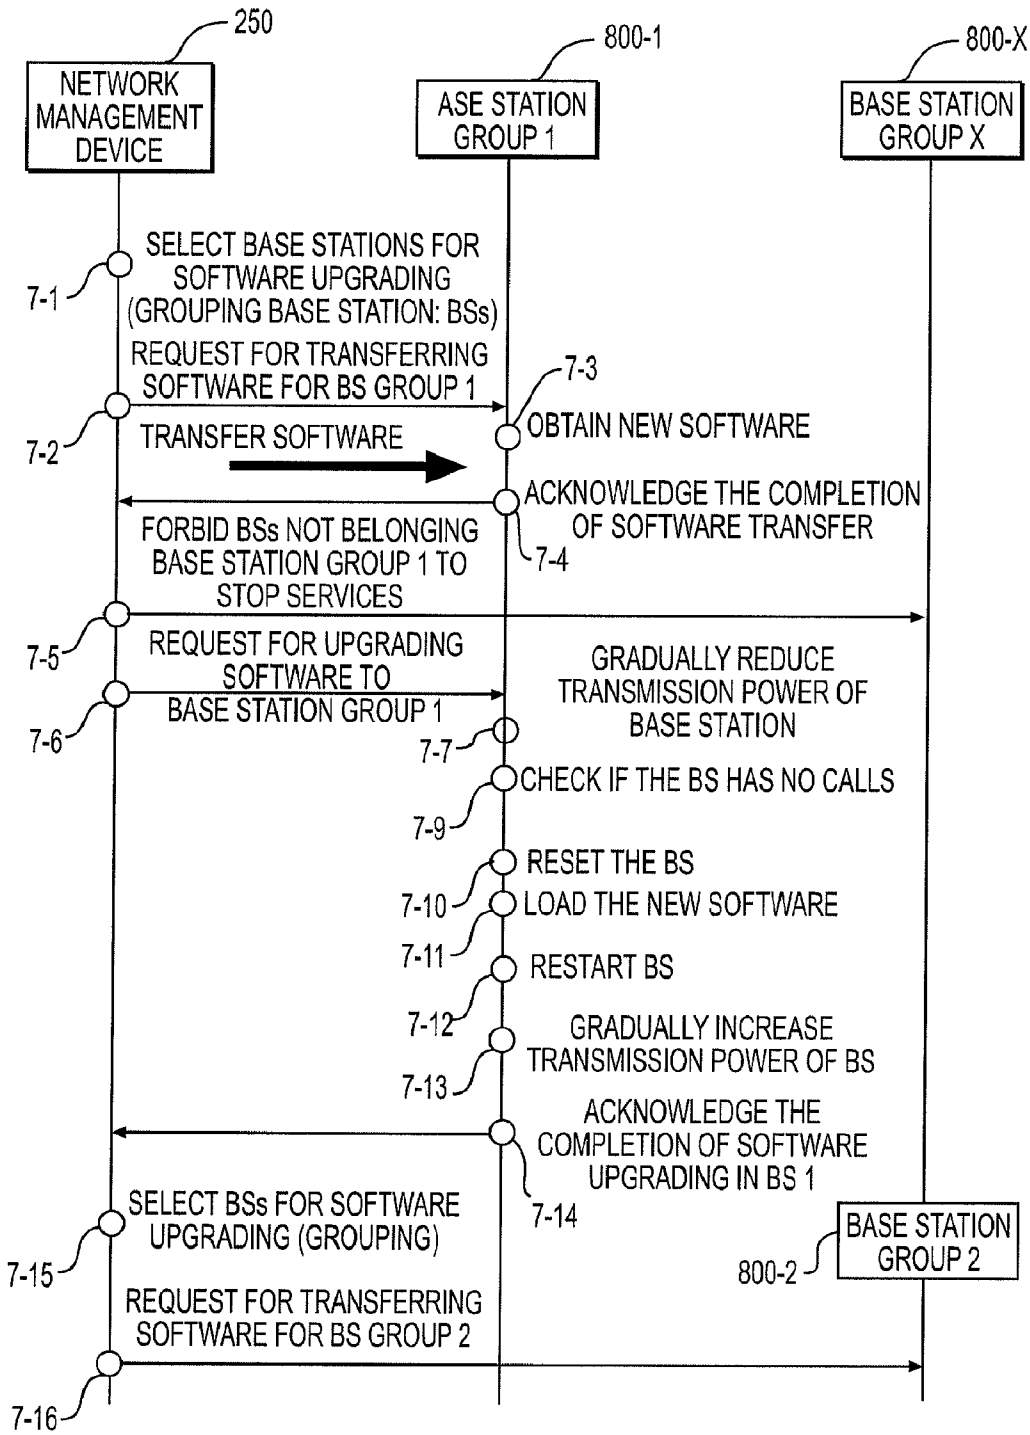 250
800-1
800-X
NETWORK
MANAGEMENT
DEVICE
ASE STATION
GROUP 1
BASE STATION
GROUP X
7-1
SELECT BASE STATIONS FOR
SOFTWARE UPGRADING
(GROUPING BASE STATION: BSs)
REQUEST FOR TRANSFERRING
SOFTWARE FOR BS GROUP 1
7-2
7-3
OBTAIN NEW SOFTWARE
TRANSFER SOFTWARE
ACKNOWLEDGE THE COMPLETION
OF SOFTWARE TRANSFER
7-4
FORBID BSs NOT BELONGING
BASE STATION GROUP 1 TO
STOP SERVICES
7-5
REQUEST FOR UPGRADING
SOFTWARE TO
BASE STATION GROUP 1
7-6
GRADUALLY REDUCE
TRANSMISSION POWER OF
BASE STATION
7-7
CHECK IF THE BS HAS NO CALLS
7-9
RESET THE BS
7-10
LOAD THE NEW SOFTWARE
7-11
RESTART BS
7-12
GRADUALLY INCREASE
TRANSMISSION POWER OF BS
7-13
ACKNOWLEDGE THE
COMPLETION OF SOFTWARE
UPGRADING IN BS 1
7-14
SELECT BSs FOR SOFTWARE
UPGRADING (GROUPING)
7-15
BASE STATION
GROUP 2
800-2
REQUEST FOR TRANSFERRING
SOFTWARE FOR BS GROUP 2
7-16